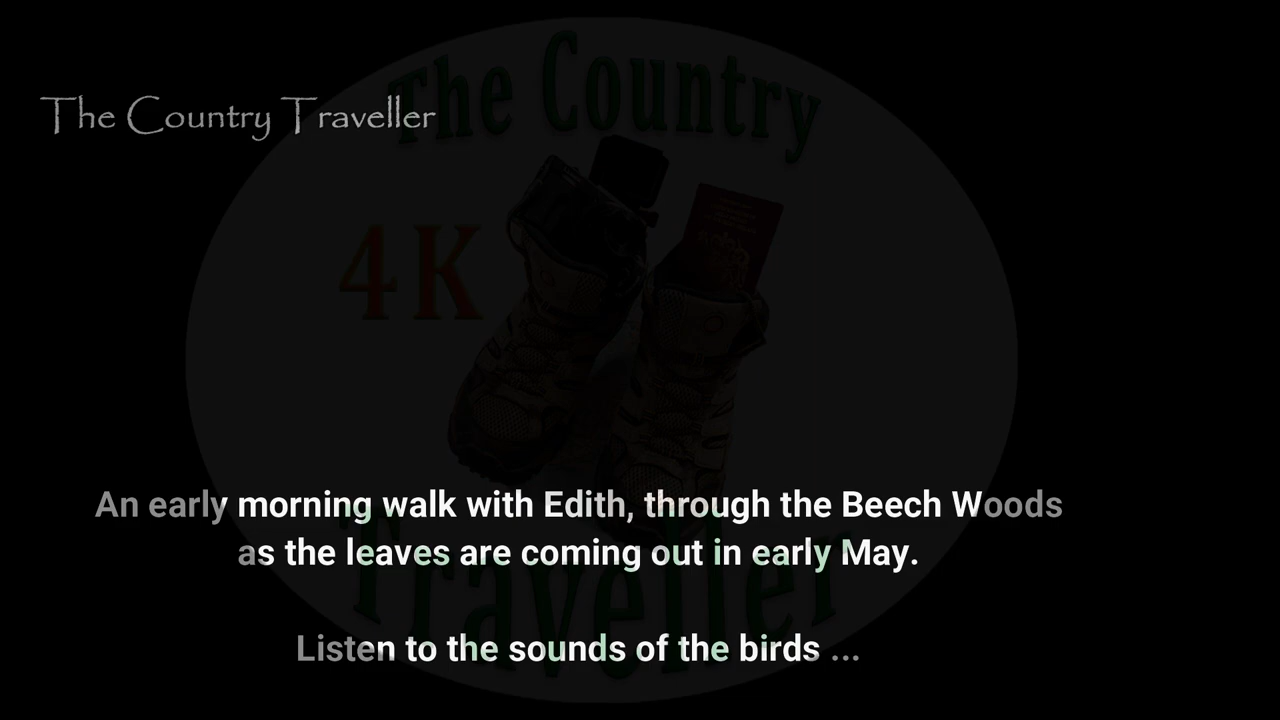 The Country
The Country Traveller
4K
An early morning walk with Edith, through the Beech Woods
as the leaves are coming out in early May.
Traveller
Listen to the sounds of the birds ...